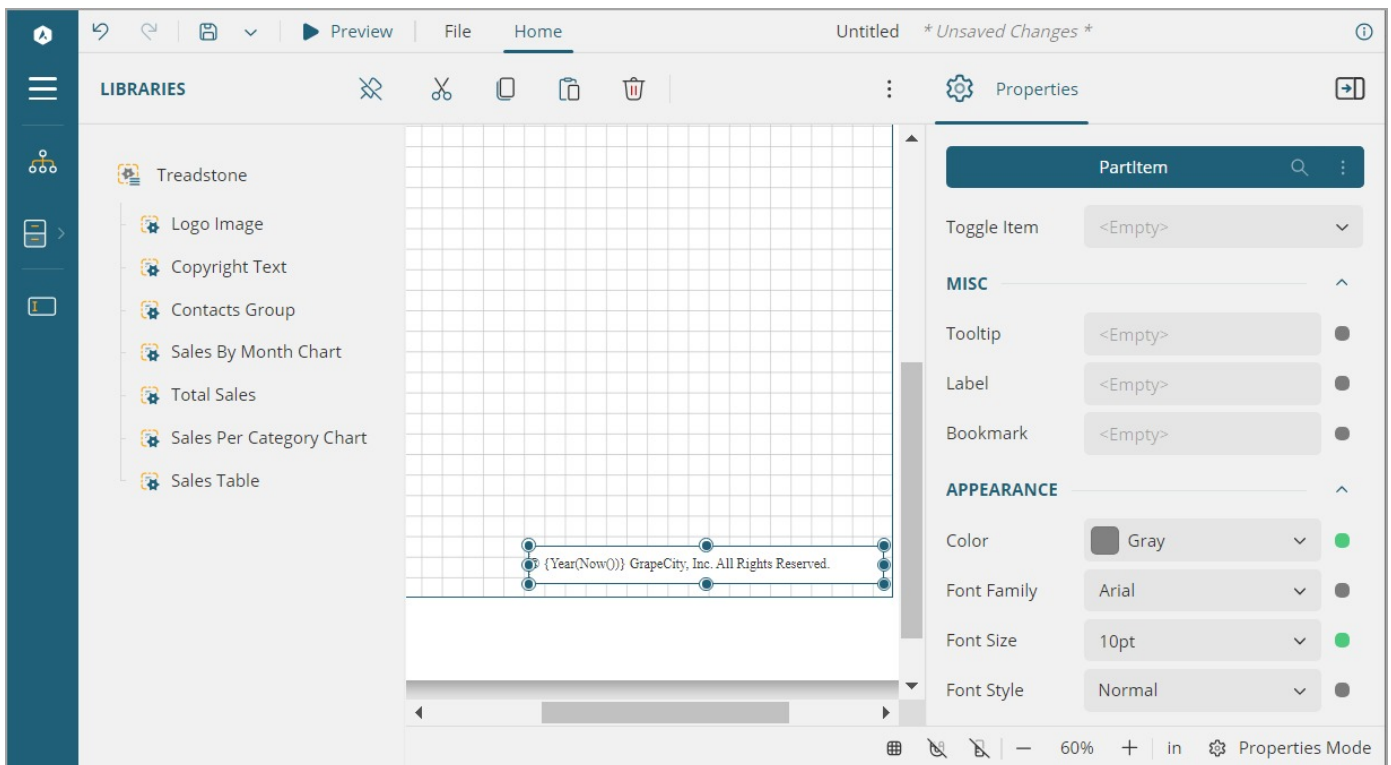 Preview File Home Untitled * Unsaved Changes *
LIBRARIES Properties
PartItem
Treadstone
Logo Image
Copyright Text
Contacts Group
Sales By Month Chart
Total Sales
Sales Per Category Chart
Sales Table
{Year(Now())} GrapeCity, Inc. All Rights Reserved.
Toggle Item <Empty>
MISC
Tooltip <Empty>
Label <Empty>
Bookmark <Empty>
APPEARANCE
Color Gray
Font Family Arial
Font Size 10pt
Font Style Normal
60% in Properties Mode